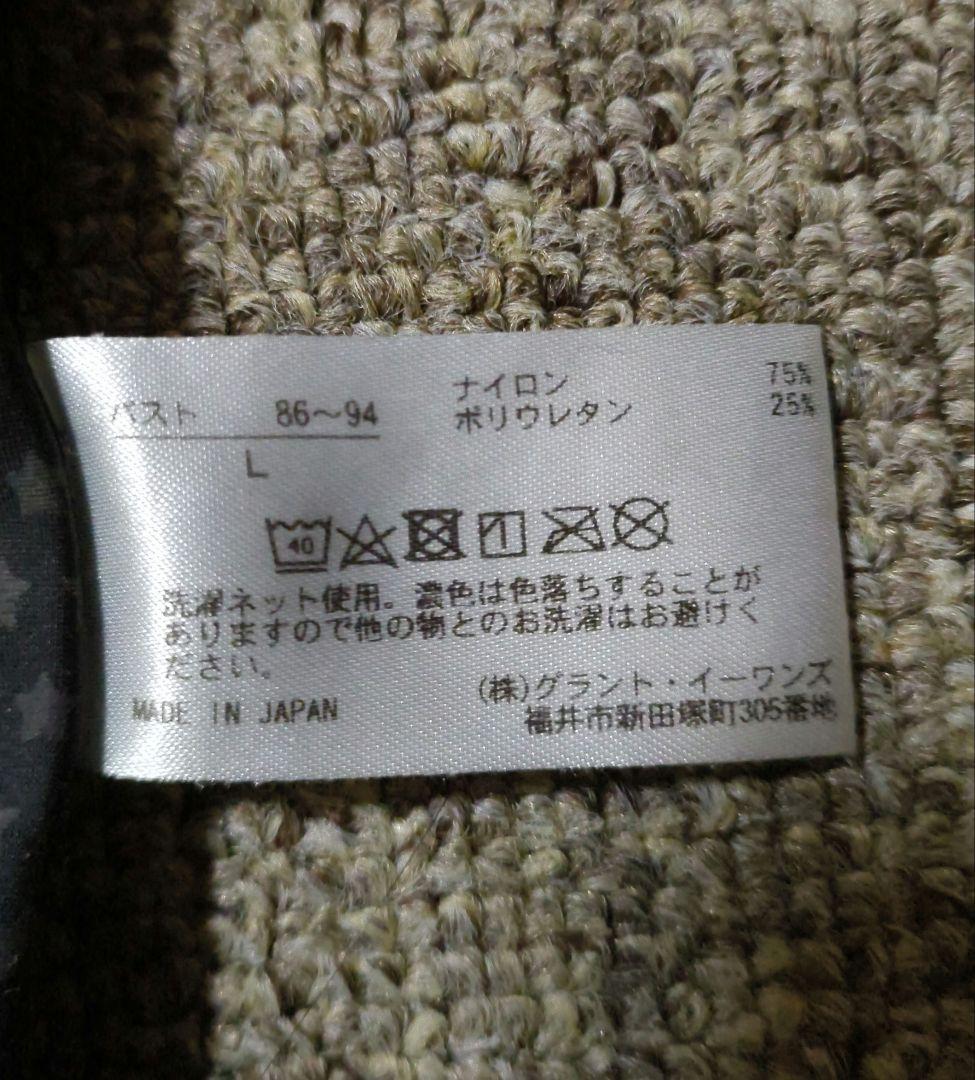 バスト 86～94
L
ナイロン 75%
ポリウレタン 25%
40
洗濯ネット使用。濃色は色落ちすることが
ありますので他の物とのお洗濯はお避けく
ださい。
MADE IN JAPAN
(株)グラント・イーワンズ
福井市新田塚町305番地